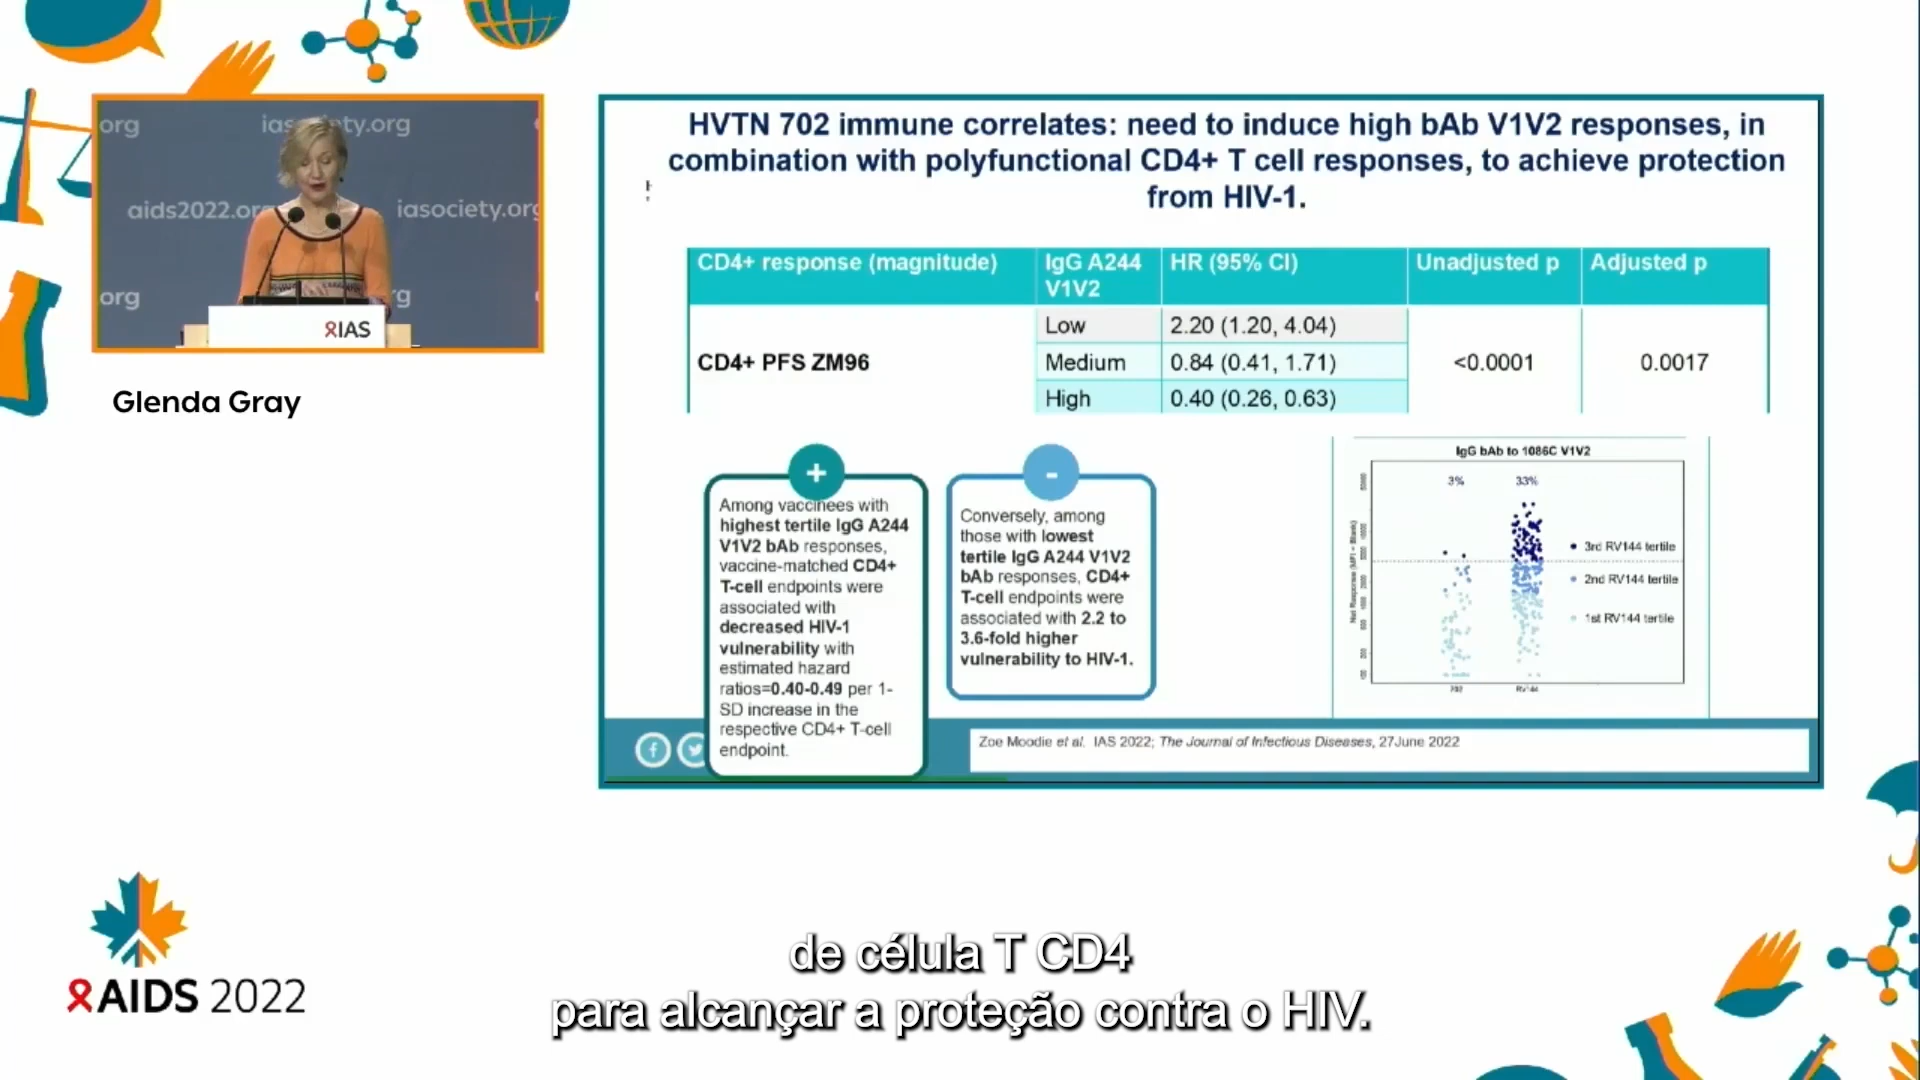 org
iasociety.org
aids2022.org
iasociety.org
org
IAS
Glenda Gray
HVTN 702 immune correlates: need to induce high bAb V1V2 responses, in
combination with polyfunctional CD4+ T cell responses, to achieve protection
from HIV-1.
CD4+ response (magnitude) IgG A244 HR (95% CI) Unadjusted p Adjusted p
V1V2
Low 2.20 (1.20, 4.04)
CD4+ PFS ZM96 Medium 0.84 (0.41, 1.71) <0.0001 0.0017
High 0.40 (0.26, 0.63)
+
Among vaccinees with
highest tertile IgG A244
V1V2 bAb responses,
vaccine-matched CD4+
T-cell endpoints were
associated with
decreased HIV-1
vulnerability with
estimated hazard
ratios=0.40-0.49 per 1-
SD increase in the
respective CD4+ T-cell
endpoint.
-
Conversely, among
those with lowest
tertile IgG A244 V1V2
bAb responses, CD4+
T-cell endpoints were
associated with 2.2 to
3.6-fold higher
vulnerability to HIV-1.
IgG bAb to 1086C V1V2
3% 33%
3rd RV144 tertile
2nd RV144 tertile
1st RV144 tertile
702 RV144
Zoe Moodie et al. IAS 2022; The Journal of Infectious Diseases, 27June 2022
AIDS 2022
de célula T CD4
para alcançar a proteção contra o HIV.